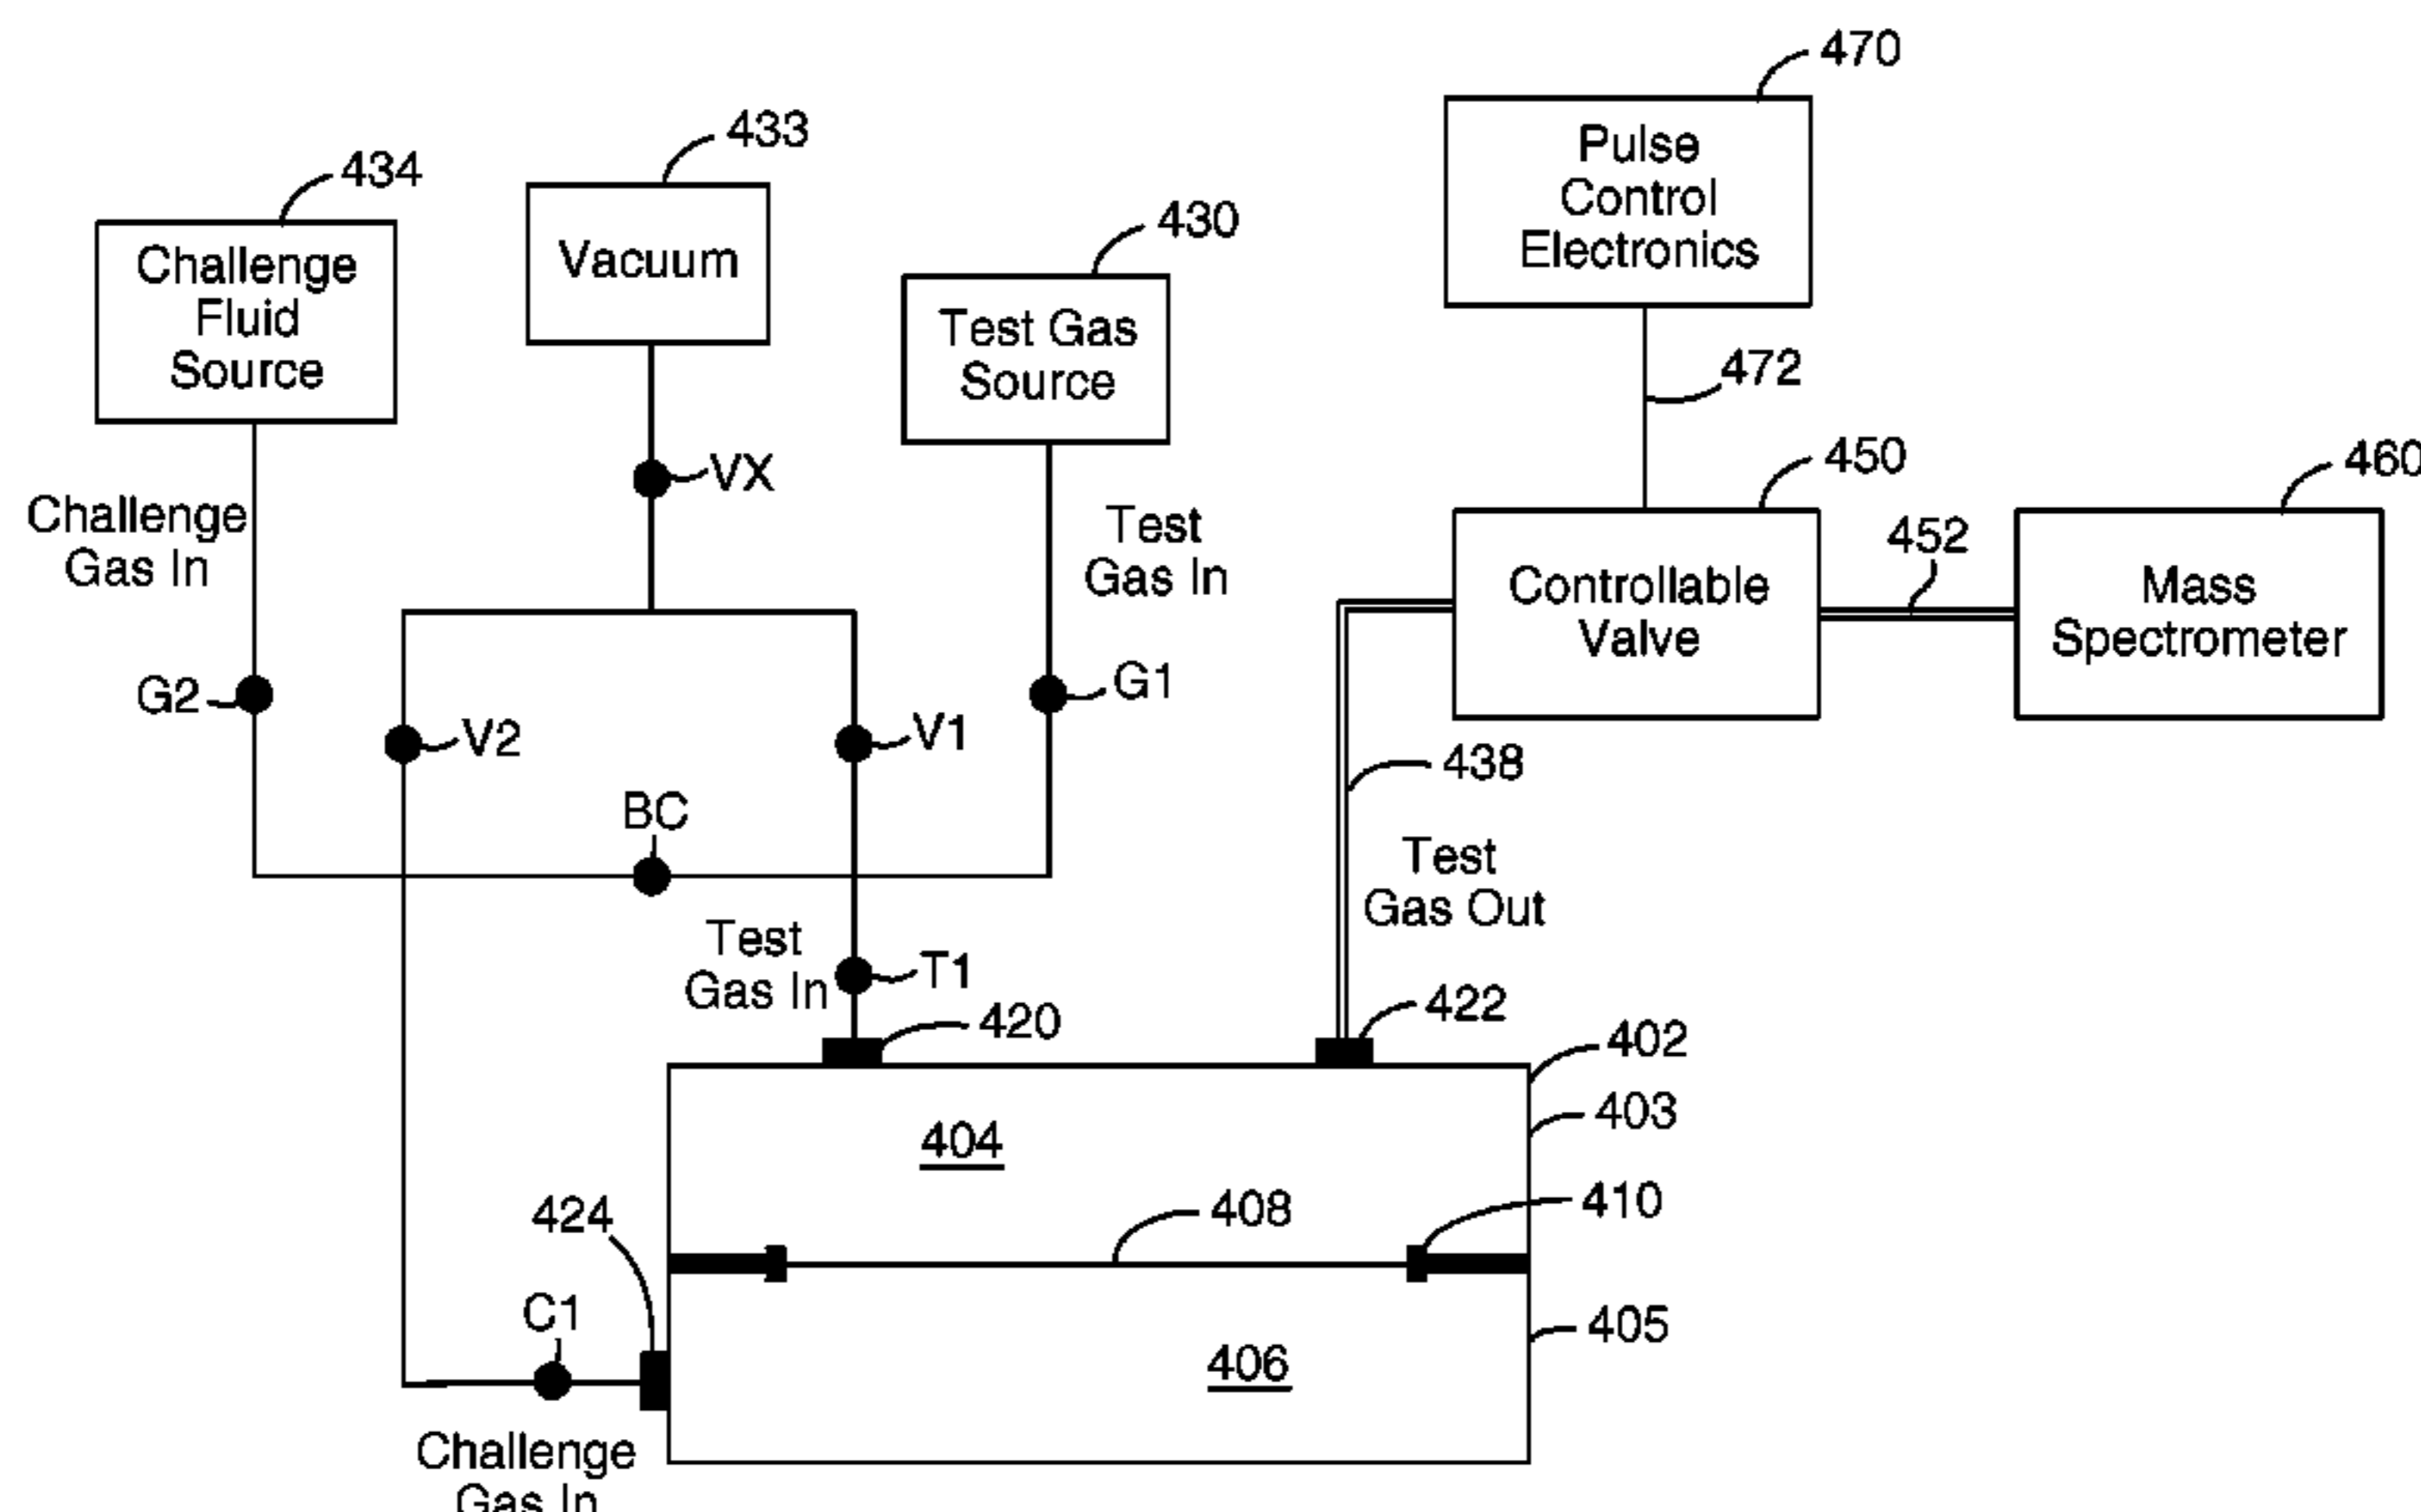 470
433
434
430
Pulse
Control
Electronics
Challenge
Fluid
Source
Vacuum
Test Gas
Source
472
450
460
VX
Challenge
Gas In
Test
Gas In
452
Controllable
Valve
Mass
Spectrometer
G2
G1
V2
V1
438
BC
Test
Gas Out
Test
Gas In
T1
420
422
402
403
404
408
410
424
C1
405
406
Challenge
Gas In